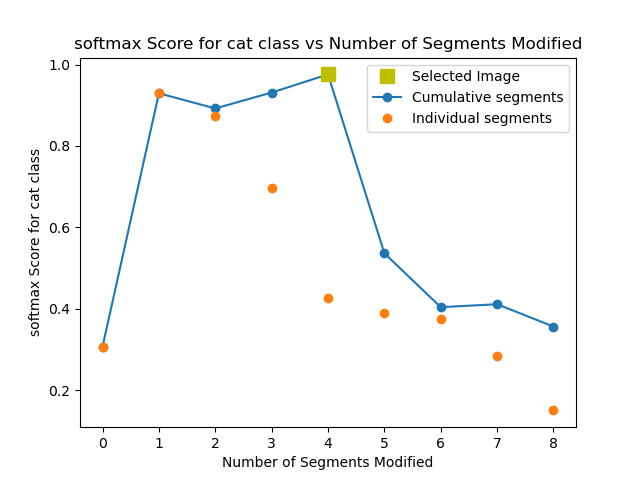 softmax Score for cat class vs Number of Segments Modified
Selected Image
Cumulative segments
Individual segments
softmax Score for cat class
1.0
0.8
0.6
0.4
0.2
0 1 2 3 4 5 6 7 8
Number of Segments Modified